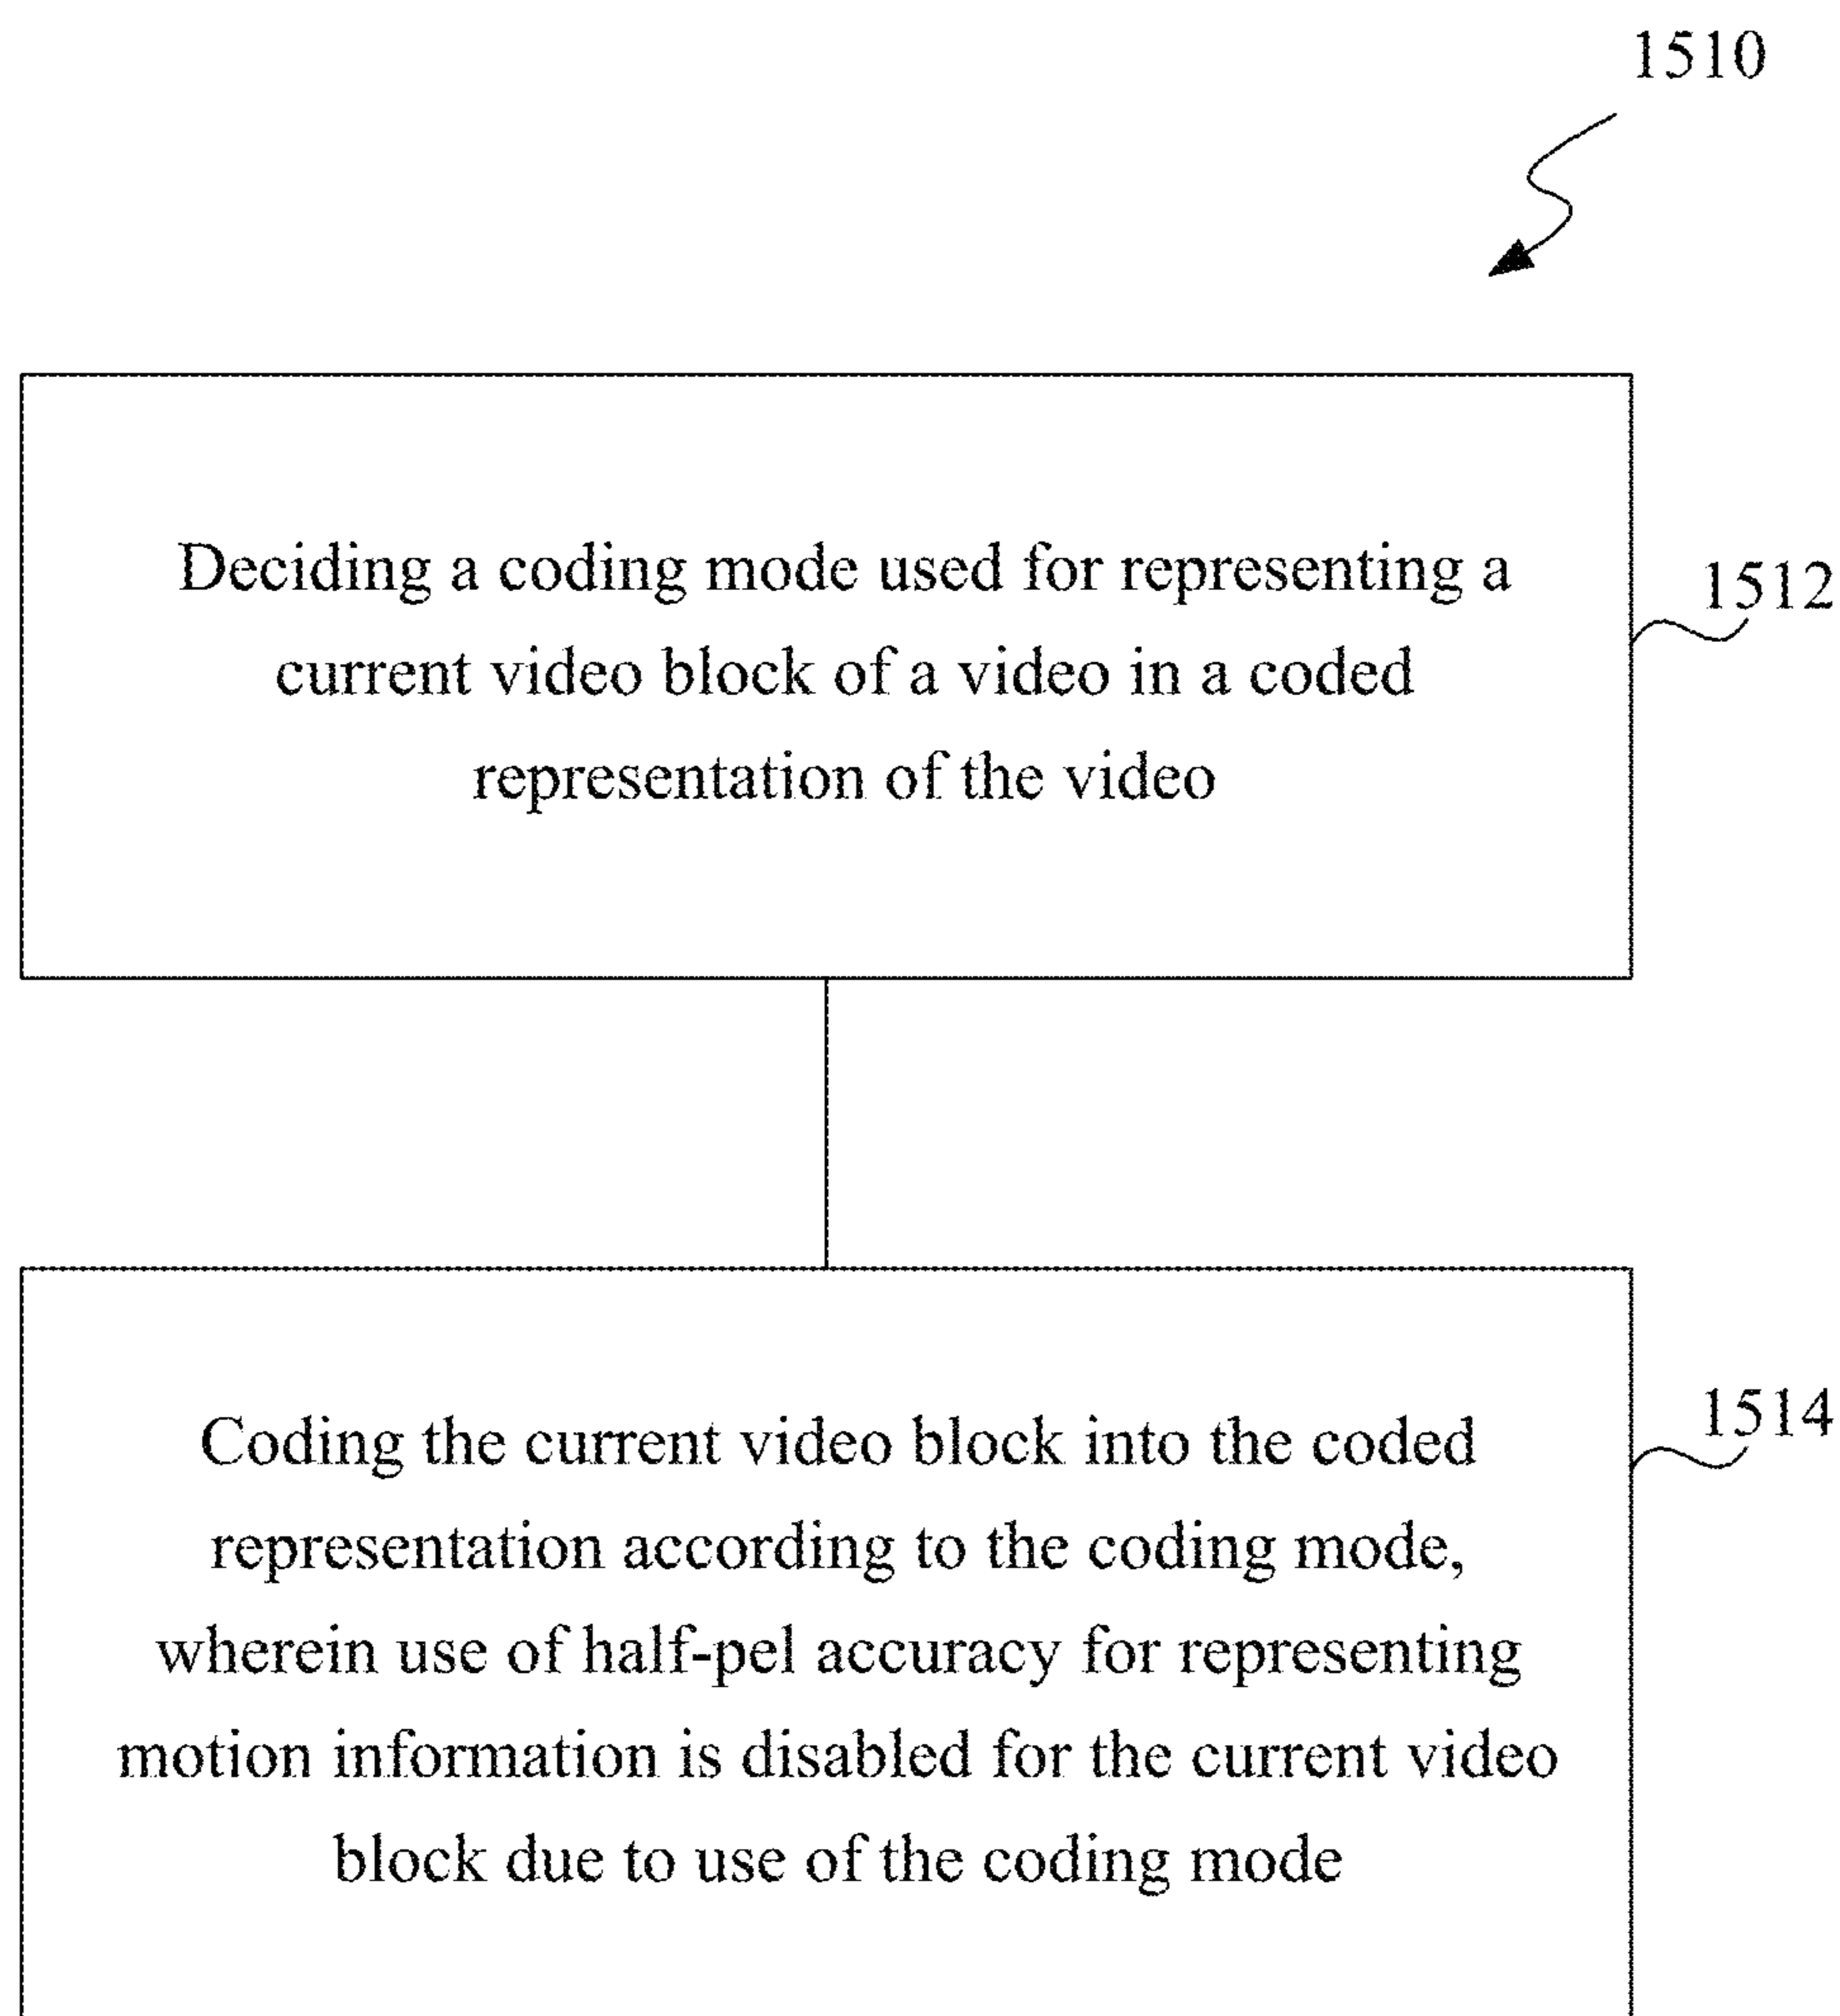 1510
Deciding a coding mode used for representing a
current video block of a video in a coded
representation of the video
1512
Coding the current video block into the coded
representation according to the coding mode,
wherein use of half-pel accuracy for representing
motion information is disabled for the current video
block due to use of the coding mode
1514